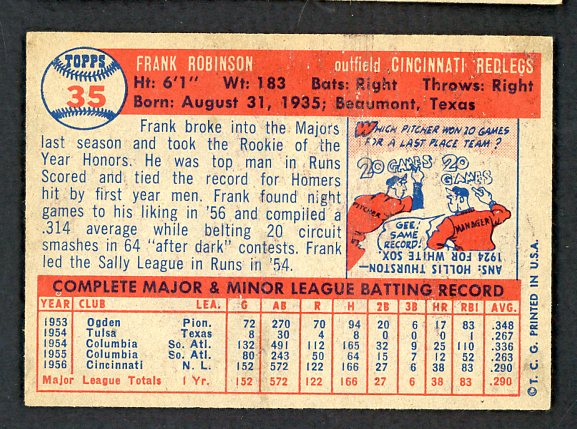 TOPPS
35
FRANK ROBINSON outfield CINCINNATI REDLEGS
Ht: 6'1" Wt: 183 Bats: Right Throws: Right
Born: August 31, 1935; Beaumont, Texas
Frank broke into the Majors
last season and took the Rookie of
the Year Honors. He was top man in Runs
Scored and tied the record for Homers
hit by first year men. Frank found night
games to his liking in '56 and compiled a
.314 average while belting 20 circuit
smashes in 64 "after dark" contests. Frank
led the Sally League in Runs in '54.
WHICH PITCHER WON 20 GAMES
FOR A LAST PLACE TEAM?
20 GAMES 20 GAMES
PITCHER
MANAGER
GEE, SAME RECORD!
ANS: HOLLIS THURSTON—
1924 FOR WHITE SOX
COMPLETE MAJOR & MINOR LEAGUE BATTING RECORD
YEAR CLUB LEA. G AB R H 2B 3B HR RBI AVG.
1953 Ogden Pion. 72 270 70 94 20 6 17 83 .348
1954 Tulsa Texas 8 30 4 8 0 0 0 1 .267
1954 Columbia So. Atl. 132 491 112 165 32 9 25 110 .336
1955 Columbia So. Atl. 80 243 50 64 15 7 12 52 .263
1956 Cincinnati N. L. 152 572 122 166 27 6 38 83 .290
Major League Totals 1 Yr. 152 572 122 166 27 6 38 83 .290
© T. C. G. PRINTED IN U.S.A.